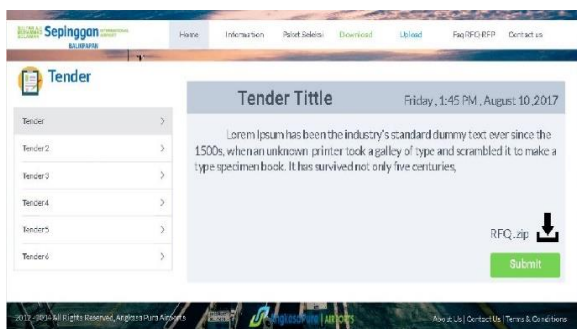 Sepinggan
BALIKPAPAN
Home Information Paket Seleksi Download Upload Faq RFQ-RFP Contact us
Tender
Tender Tittle
Friday , 1:45 PM , August 10 ,2017
Tender
Tender 2
Tender 3
Tender 4
Tender 5
Tender 6
Lorem Ipsum has been the industry's standard dummy text ever since the
1500s, when an unknown printer took a galley of type and scrambled it to make a
type specimen book. It has survived not only five centuries,
RFQ .zip
Submit
2012 -2014 All Rights Reserved, Angkasa Pura Airports
Angkasa Pura | AIRPORTS
About Us | Contact Us | Terms & Conditions